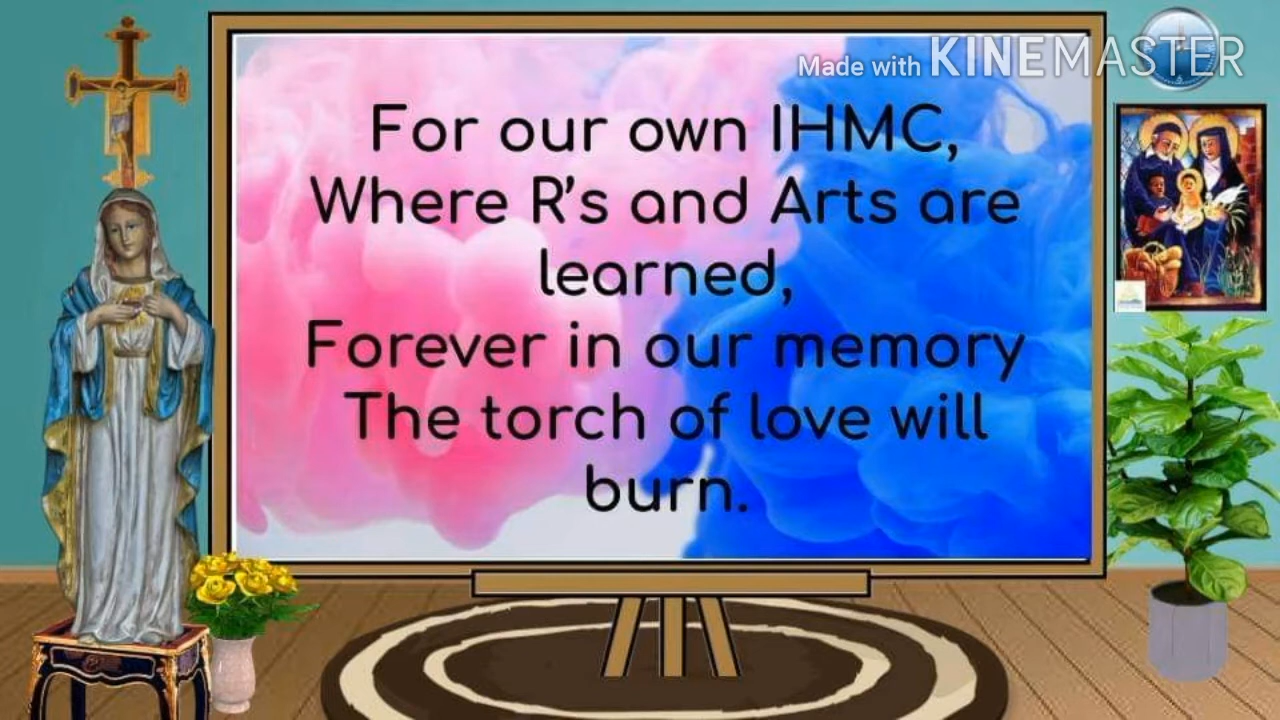 Made with KINEMASTER
For our own IHMC,
Where R's and Arts are
learned,
Forever in our memory
The torch of love will
burn.